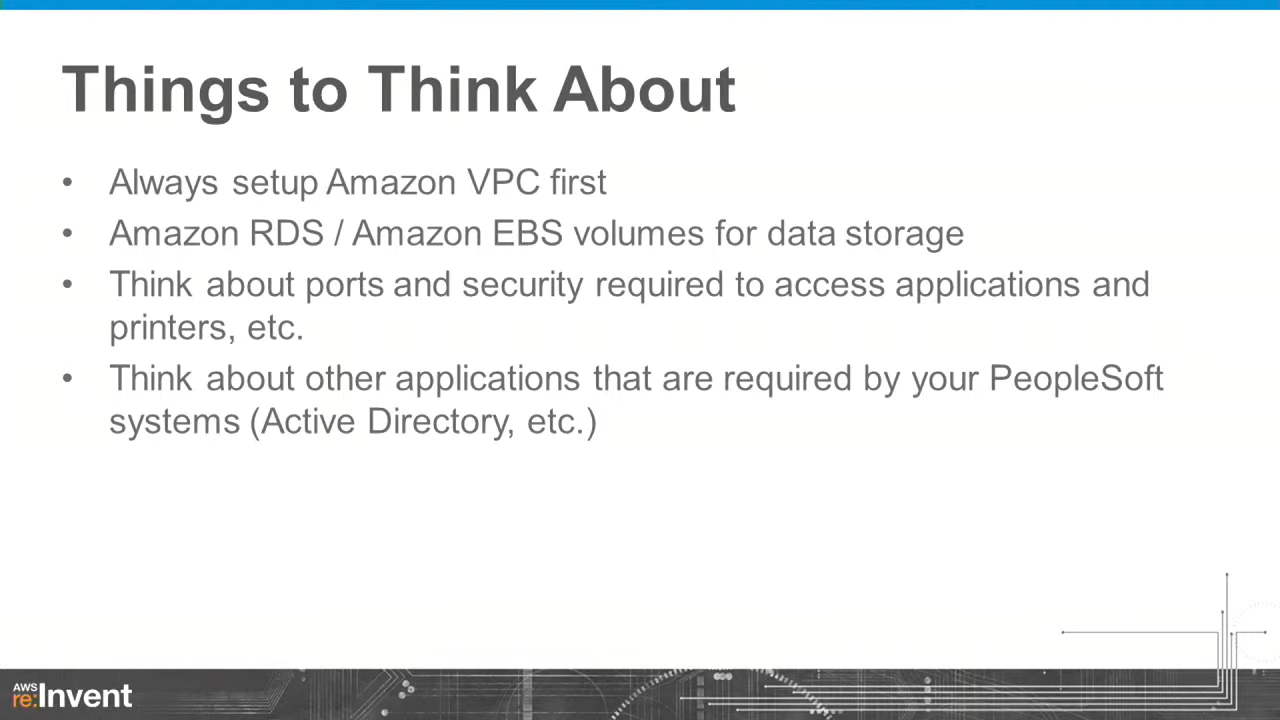 Things to Think About
• Always setup Amazon VPC first
• Amazon RDS / Amazon EBS volumes for data storage
• Think about ports and security required to access applications and
printers, etc.
• Think about other applications that are required by your PeopleSoft
systems (Active Directory, etc.)
AWS
re:Invent